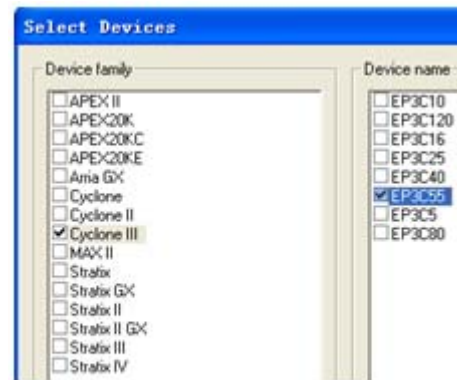 Select Devices
Device family
APEX II
APEX20K
APEX20KC
APEX20KE
Arria GX
Cyclone
Cyclone II
Cyclone III
MAX II
Stratix
Stratix GX
Stratix II
Stratix II GX
Stratix III
Stratix IV
Device name
EP3C10
EP3C120
EP3C16
EP3C25
EP3C40
EP3C55
EP3C5
EP3C80